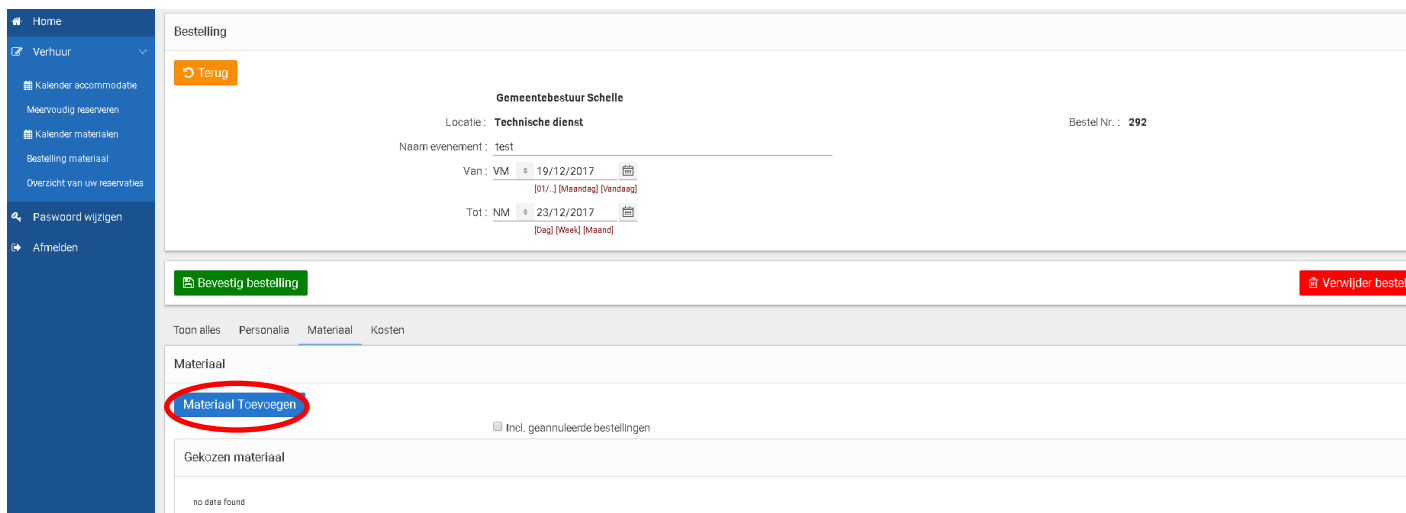 Home
Verhuur
Kalender accommodatie
Meervoudig reserveren
Kalender materialen
Bestelling materiaal
Overzicht van uw reservaties
Paswoord wijzigen
Afmelden
Bestelling
Terug
Gemeentebestuur Schelle
Locatie : Technische dienst
Bestel Nr. : 292
Naam evenement : test
Van : VM 19/12/2017
[01/..] [Maandag] [Vandaag]
Tot : NM 23/12/2017
[Dag] [Week] [Maand]
Bevestig bestelling
Verwijder bestel
Toon alles Personalia Materiaal Kosten
Materiaal
Materiaal Toevoegen
Incl. geannuleerde bestellingen
Gekozen materiaal
no data found